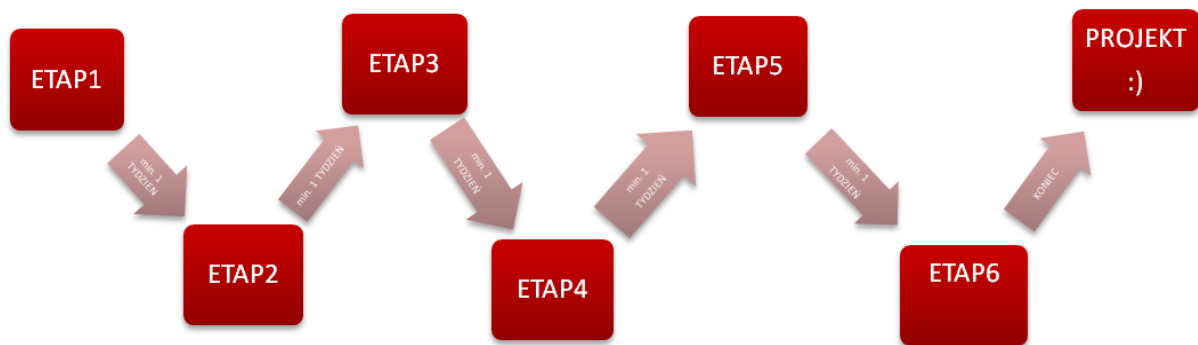 ETAP1
min. 1
TYDZIEŃ
ETAP2
min. 1 TYDZIEŃ
ETAP3
min. 1
TYDZIEŃ
ETAP4
min. 1
TYDZIEŃ
ETAP5
min. 1
TYDZIEŃ
ETAP6
KONIEC
PROJEKT
:)